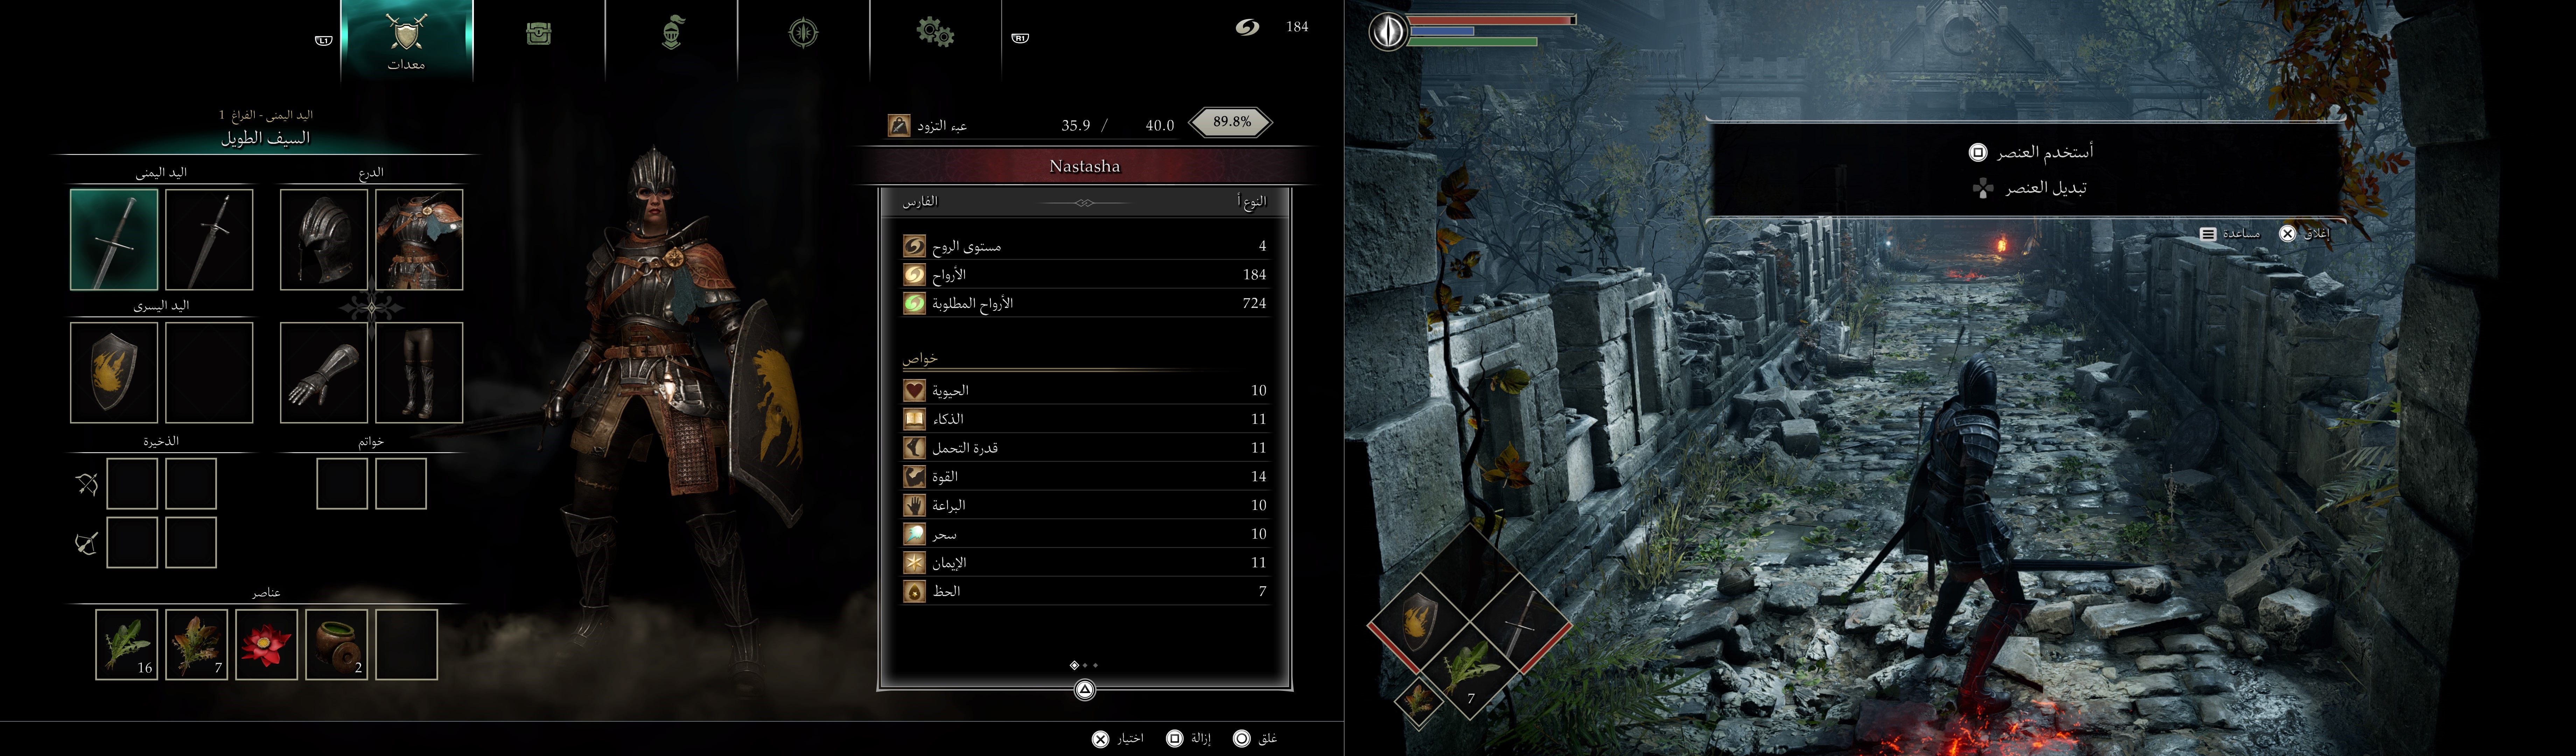 L1
معدات
R1
184
اليد اليمنى - الفراغ 1
السيف الطويل
اليد اليمنى
الدرع
اليد اليسرى
الذخيرة
خواتم
عناصر
16
7
2
عبء التزود 35.9 / 40.0 89.8%
Nastasha
الفارس النوع أ
مستوى الروح 4
الأرواح 184
الأرواح المطلوبة 724
خواص
الحيوية 10
الذكاء 11
قدرة التحمل 11
القوة 14
البراعة 10
سحر 10
الإيمان 11
الحظ 7
اختيار إزالة غلق
أستخدم العنصر
تبديل العنصر
مساعدة إغلاق
7